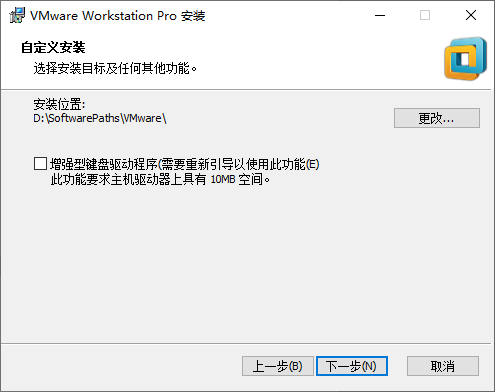 VMware Workstation Pro 安装
自定义安装
选择安装目标及任何其他功能。
安装位置:
D:\SoftwarePaths\VMware\
更改...
增强型键盘驱动程序(需要重新引导以使用此功能(E)
此功能要求主机驱动器上具有 10MB 空间。
上一步(B)
下一步(N)
取消